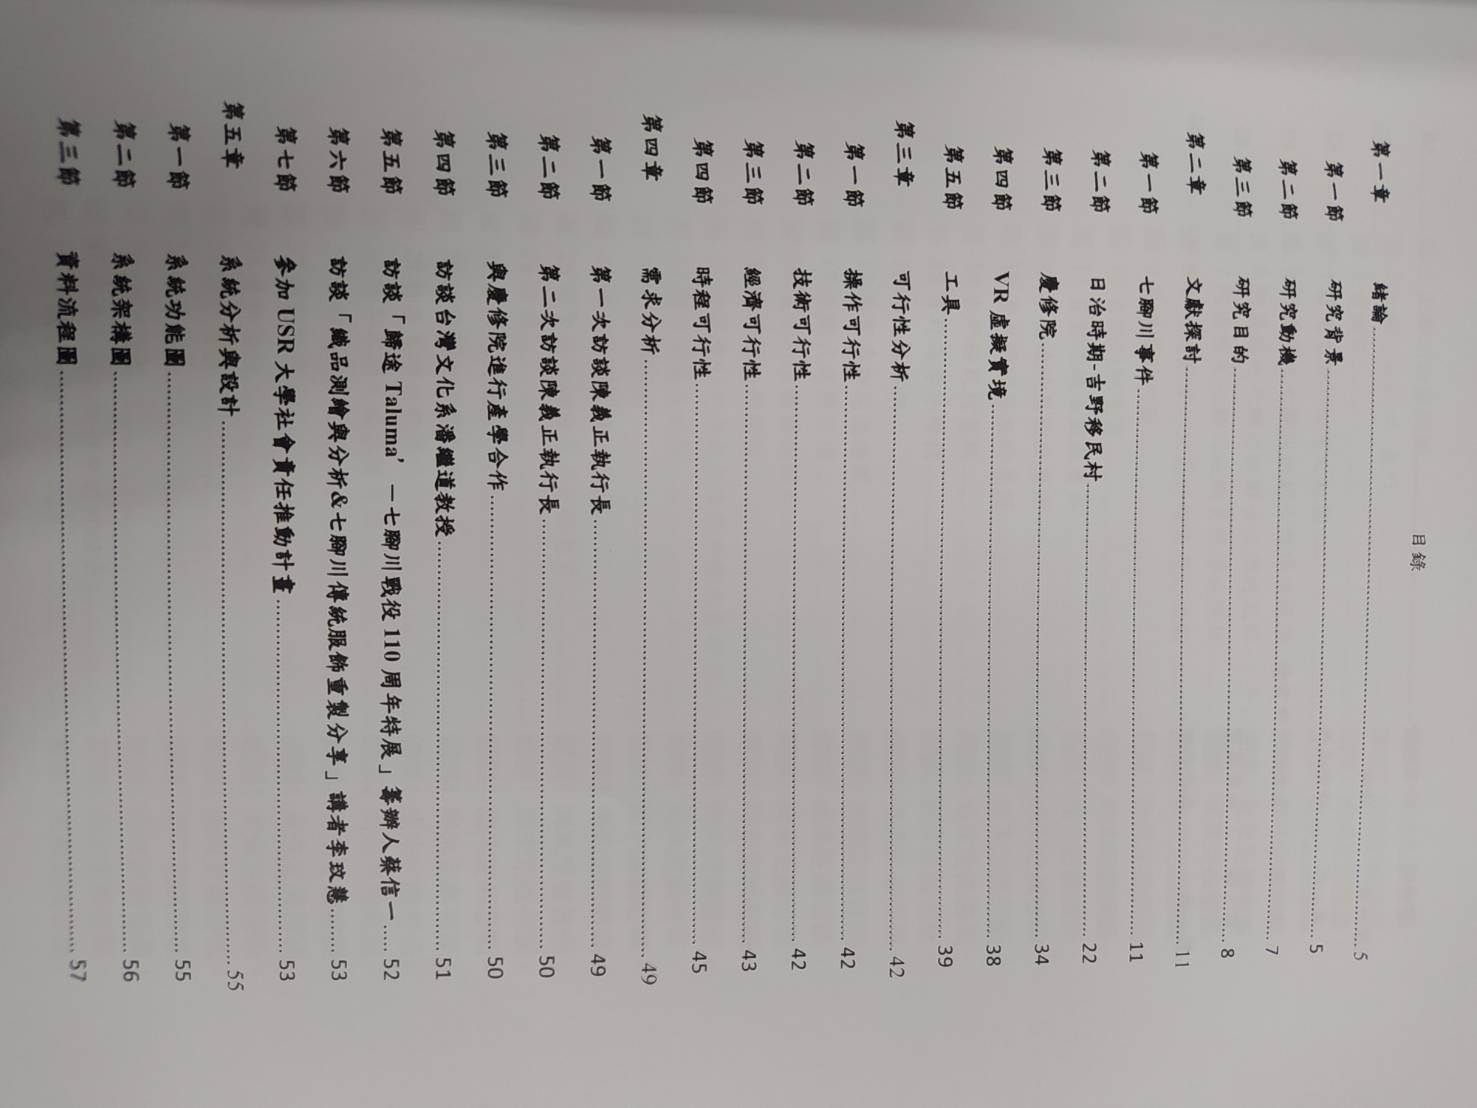 目錄
第一章 緒論 5
第一節 研究背景 5
第二節 研究動機 7
第三節 研究目的 8
第二章 文獻探討 11
第一節 七腳川事件 11
第二節 日治時期-吉野移民村 22
第三節 慶修院 34
第四節 VR 虛擬實境 38
第五節 工具 39
第三章 可行性分析 42
第一節 操作可行性 42
第二節 技術可行性 42
第三節 經濟可行性 43
第四節 時程可行性 45
第四章 需求分析 49
第一節 第一次訪談陳義正執行長 49
第二節 第二次訪談陳義正執行長 50
第三節 與慶修院進行產學合作 50
第四節 訪談台灣文化系潘繼道教授 51
第五節 訪談「歸途 Taluma’－七腳川戰役 110 周年特展」籌辦人蔡信一 52
第六節 訪談「織品測繪與分析&七腳川傳統服飾重製分享」講者李玟慧 53
第七節 參加 USR 大學社會責任推動計畫 53
第五章 系統分析與設計 55
第一節 系統功能圖 55
第二節 系統架構圖 56
第三節 資料流程圖 57